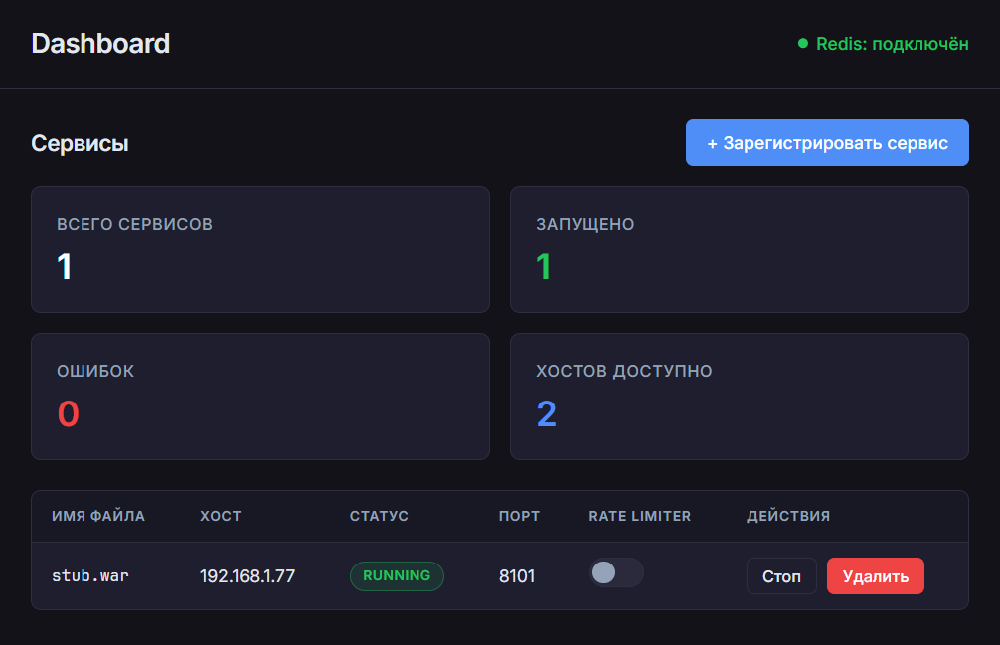 Dashboard
Redis: подключён
Сервисы
+ Зарегистрировать сервис
ВСЕГО СЕРВИСОВ
1
ЗАПУЩЕНО
1
ОШИБОК
0
ХОСТОВ ДОСТУПНО
2
ИМЯ ФАЙЛА ХОСТ СТАТУС ПОРТ RATE LIMITER ДЕЙСТВИЯ
stub.war 192.168.1.77 RUNNING 8101 Стоп Удалить